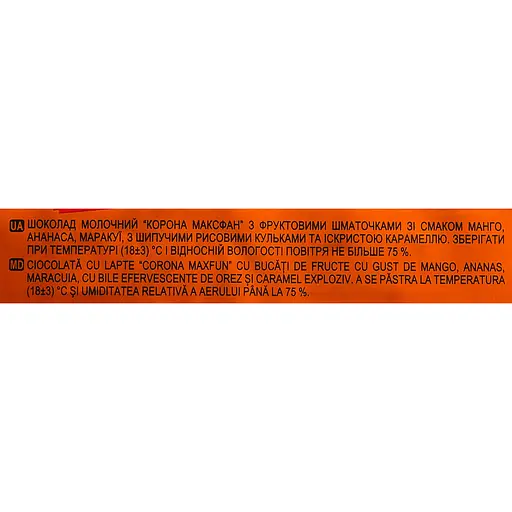 UA ШОКОЛАД МОЛОЧНИЙ "КОРОНА МАКСФАН" З ФРУКТОВИМИ ШМАТОЧКАМИ ЗІ СМАКОМ МАНГО,
АНАНАСА, МАРАКУЇ, З ШИПУЧИМИ РИСОВИМИ КУЛЬКАМИ ТА ІСКРИСТОЮ КАРАМЕЛЛЮ. ЗБЕРІГАТИ
ПРИ ТЕМПЕРАТУРІ (18±3) °С І ВІДНОСНІЙ ВОЛОГОСТІ ПОВІТРЯ НЕ БІЛЬШЕ 75 %.
MD CIOCOLATĂ CU LAPTE "CORONA MAXFUN" CU BUCĂȚI DE FRUCTE CU GUST DE MANGO, ANANAS,
MARACUIA, CU BILE EFERVESCENTE DE OREZ ȘI CARAMEL EXPLOZIV. A SE PĂSTRA LA TEMPERATURA
(18±3) °C ȘI UMIDITATEA RELATIVĂ A AERULUI PÂNĂ LA 75 %.